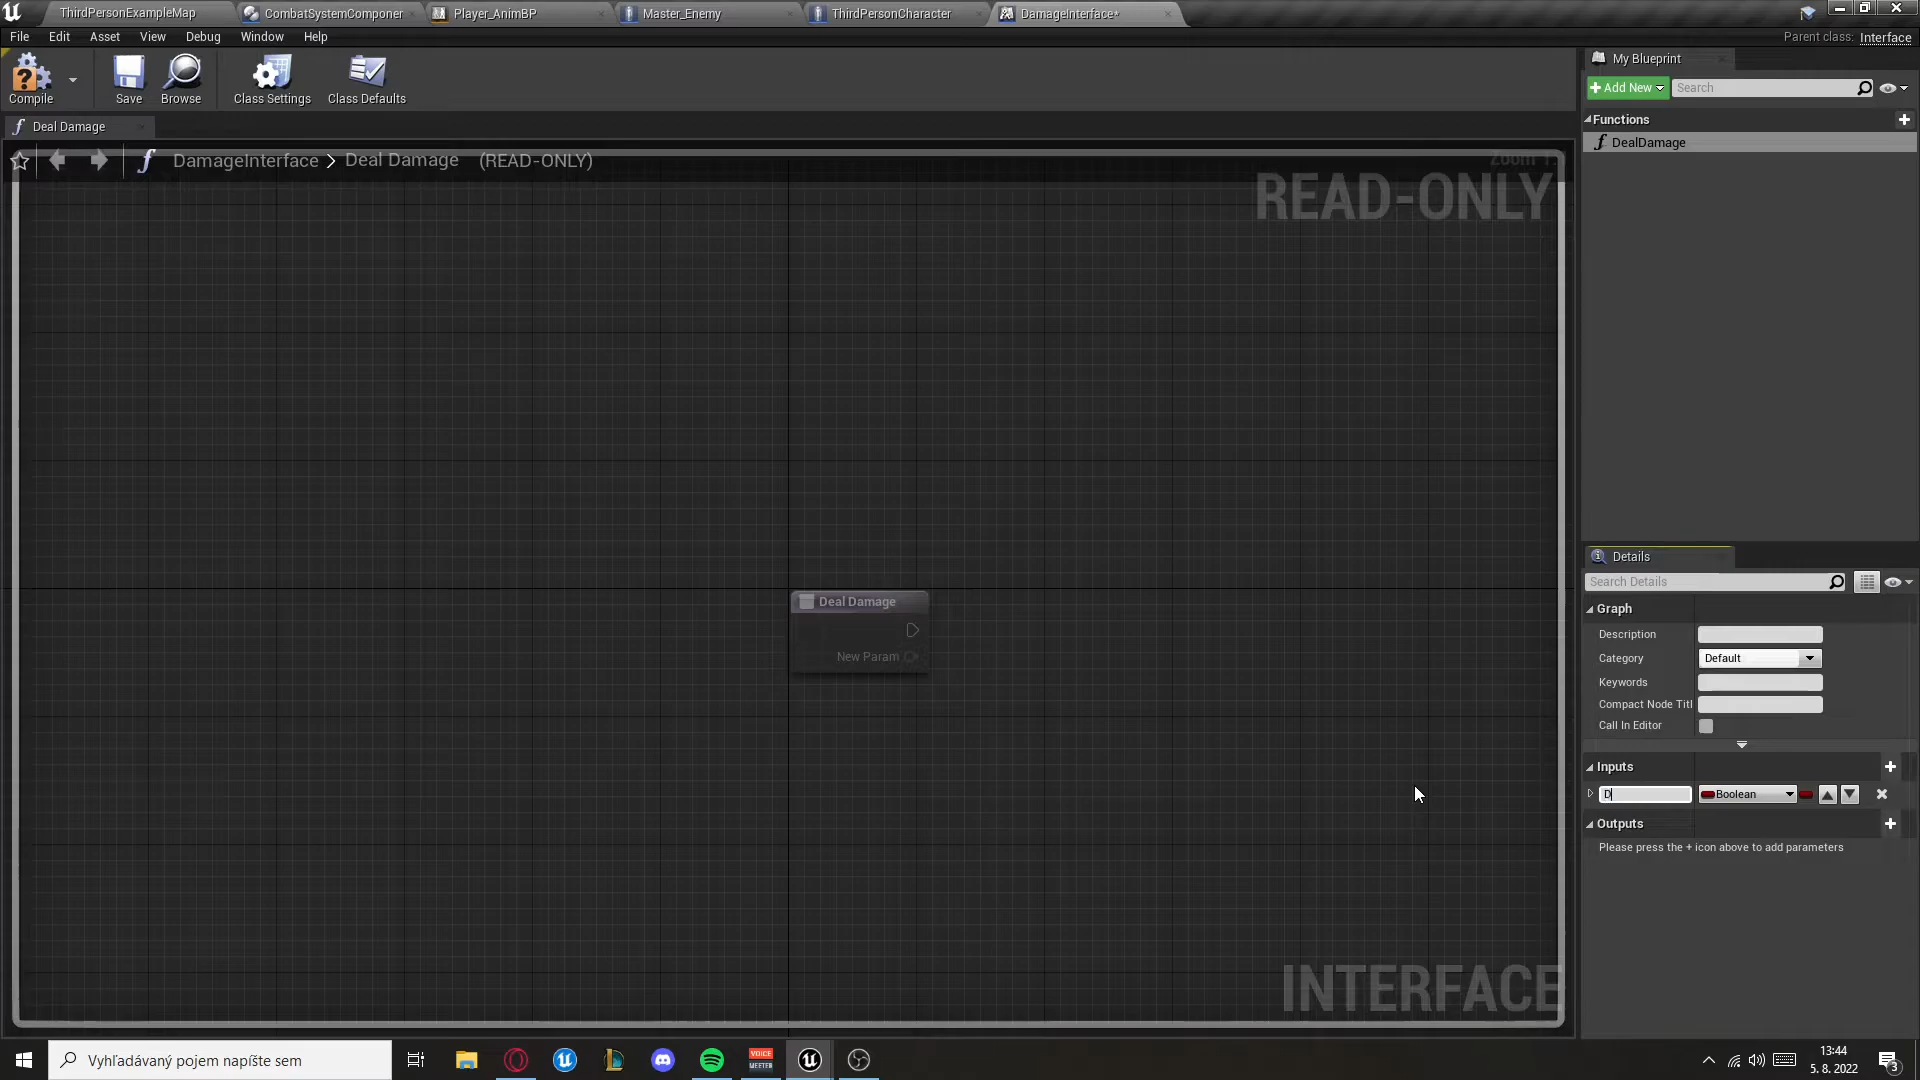 ThirdPersonExampleMap
CombatSystemComponer
Player_AnimBP
Master_Enemy
ThirdPersonCharacter
DamageInterface*
File Edit Asset View Debug Window Help
Parent class: Interface
Compile
Save
Browse
Class Settings
Class Defaults
My Blueprint
Add New
Search
Functions
DealDamage
Deal Damage
DamageInterface > Deal Damage (READ-ONLY)
READ-ONLY
Deal Damage
New Param
INTERFACE
Details
Search Details
Graph
Description
Category Default
Keywords
Compact Node Titl
Call In Editor
Inputs
D Boolean
Outputs
Please press the + icon above to add parameters
Vyhľadávaný pojem napíšte sem
VOICE
MEETER
13:44
5. 8. 2022
3